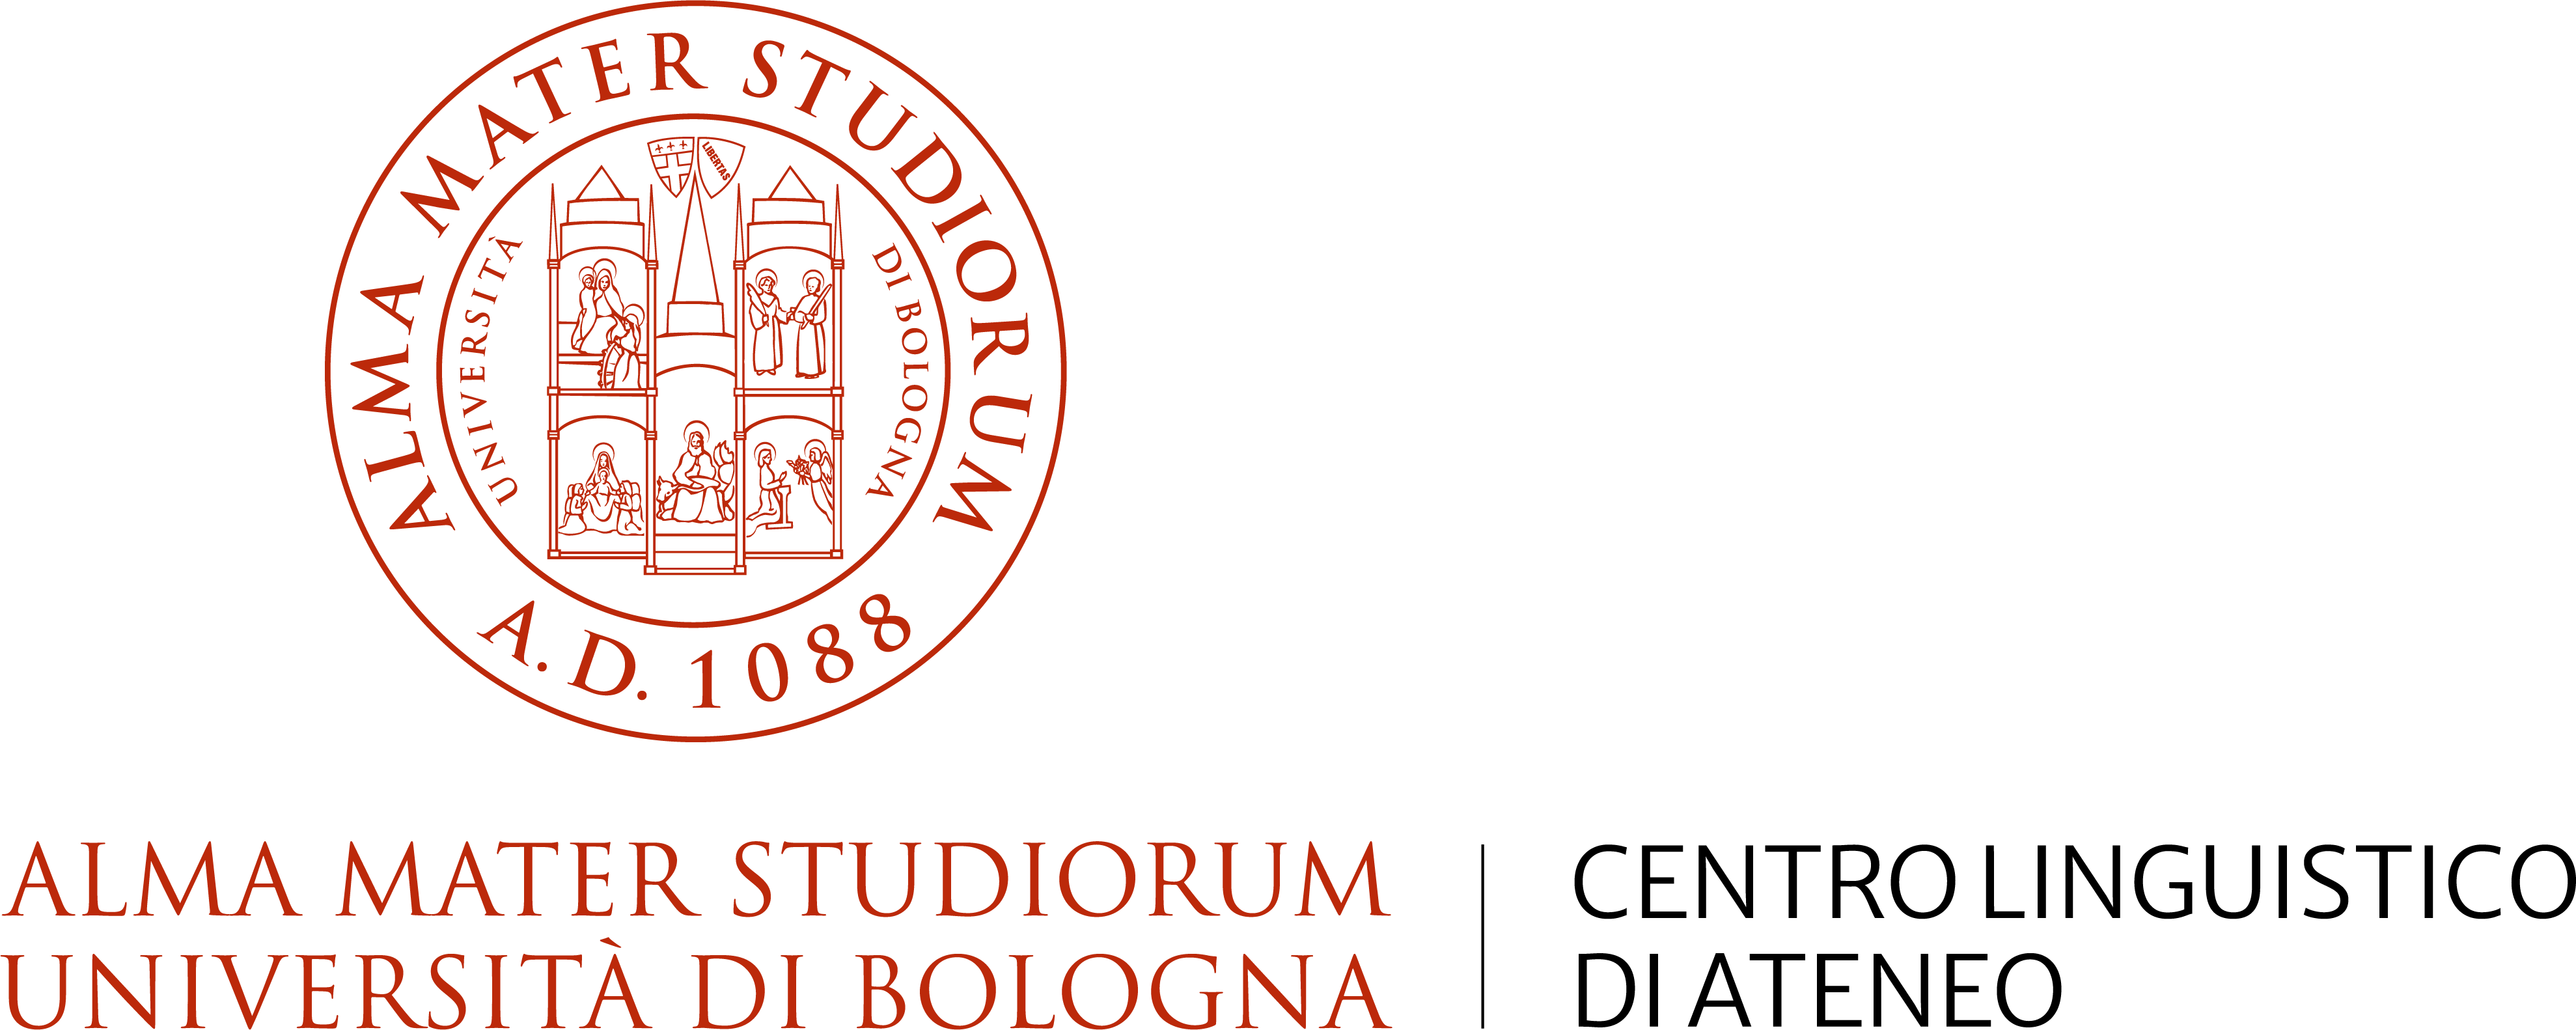 ALMA MATER STUDIORUM
LIBERTAS
UNIVERSITÀ DI BOLOGNA
A.D. 1088
ALMA MATER STUDIORUM
UNIVERSITÀ DI BOLOGNA
CENTRO LINGUISTICO
DI ATENEO